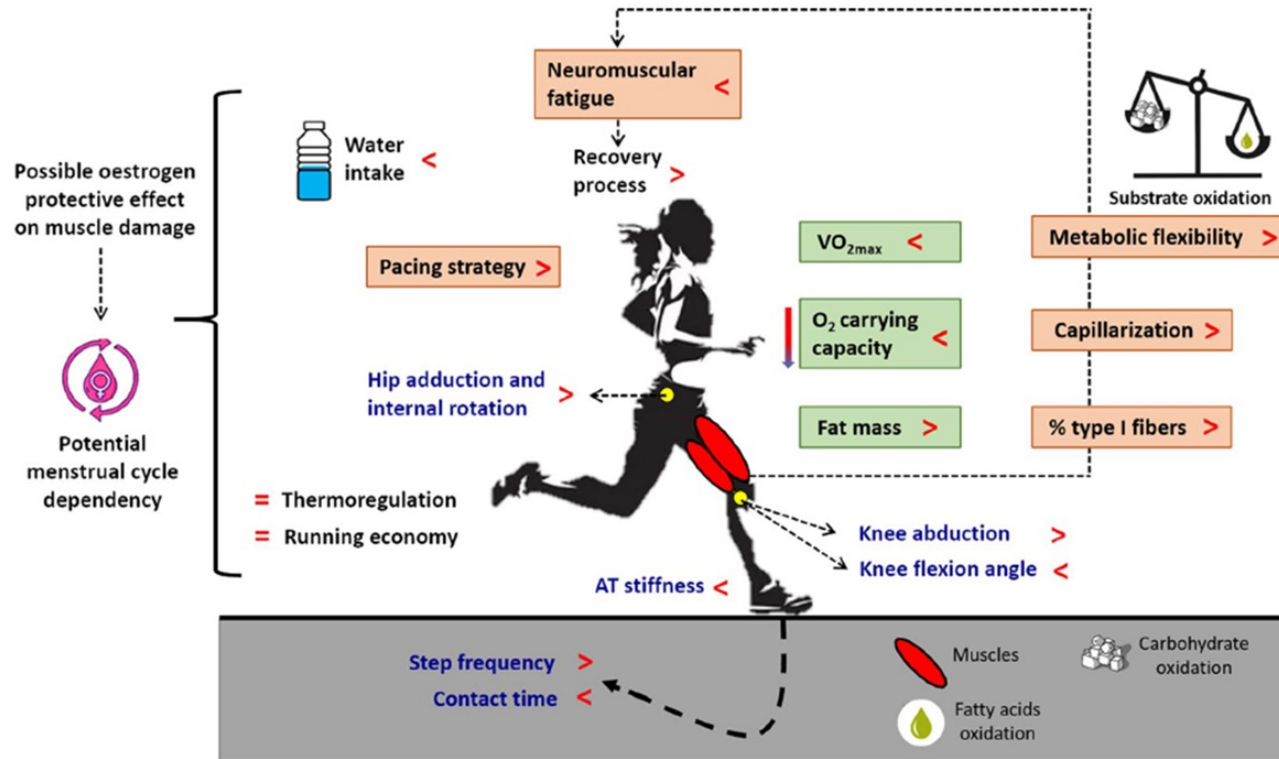 Neuromuscular
fatigue <
Recovery
process >
Water
intake <
Possible oestrogen
protective effect
on muscle damage
Potential
menstrual cycle
dependency
Pacing strategy >
Hip adduction and
internal rotation >
= Thermoregulation
= Running economy
Substrate oxidation
VO2max <
Metabolic flexibility >
O2 carrying
capacity <
Capillarization >
Fat mass >
% type I fibers >
Knee abduction >
Knee flexion angle <
AT stiffness <
Step frequency >
Contact time <
Muscles
Carbohydrate
oxidation
Fatty acids
oxidation